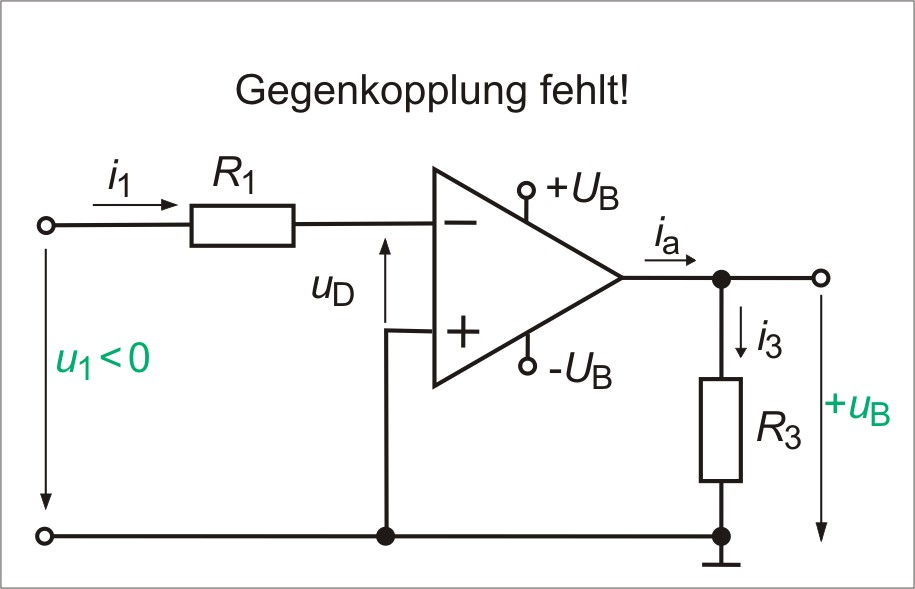 Gegenkopplung fehlt!
i1
R1
+UB
ia
uD
−
+
i3
u1<0
-UB
+uB
R3